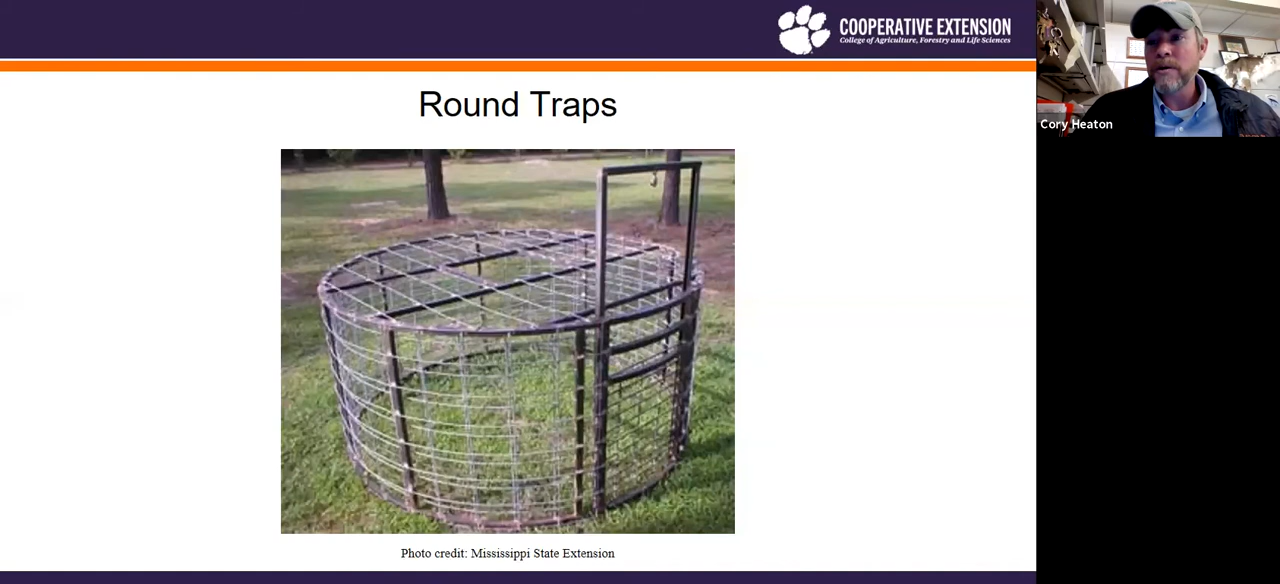 COOPERATIVE EXTENSION
College of Agriculture, Forestry and Life Sciences
Cory Heaton
Round Traps
Photo credit: Mississippi State Extension